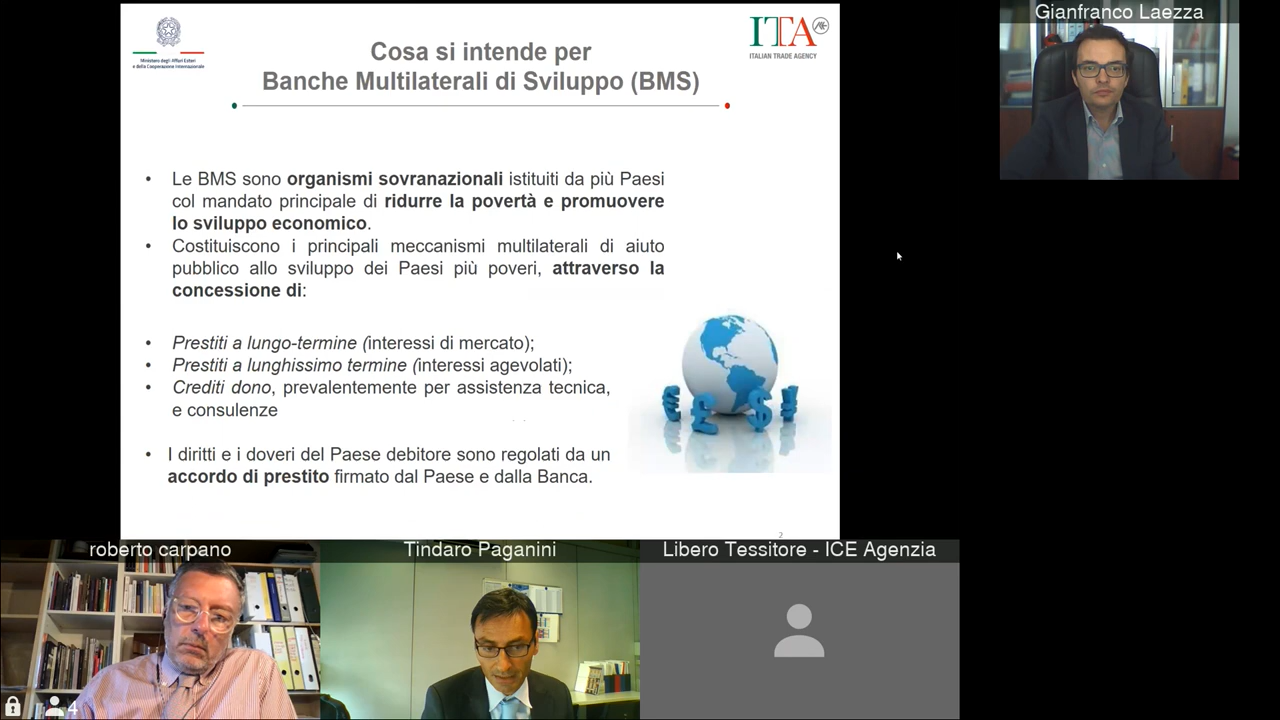 Gianfranco Laezza
Ministero degli Affari Esteri
e della Cooperazione Internazionale
ITA
ITALIAN TRADE AGENCY
Cosa si intende per
Banche Multilaterali di Sviluppo (BMS)
• Le BMS sono organismi sovranazionali istituiti da più Paesi
col mandato principale di ridurre la povertà e promuovere
lo sviluppo economico.
• Costituiscono i principali meccanismi multilaterali di aiuto
pubblico allo sviluppo dei Paesi più poveri, attraverso la
concessione di:
• Prestiti a lungo-termine (interessi di mercato);
• Prestiti a lunghissimo termine (interessi agevolati);
• Crediti dono, prevalentemente per assistenza tecnica,
e consulenze
• I diritti e i doveri del Paese debitore sono regolati da un
accordo di prestito firmato dal Paese e dalla Banca.
2
roberto carpano
Tindaro Paganini
Libero Tessitore - ICE Agenzia
4